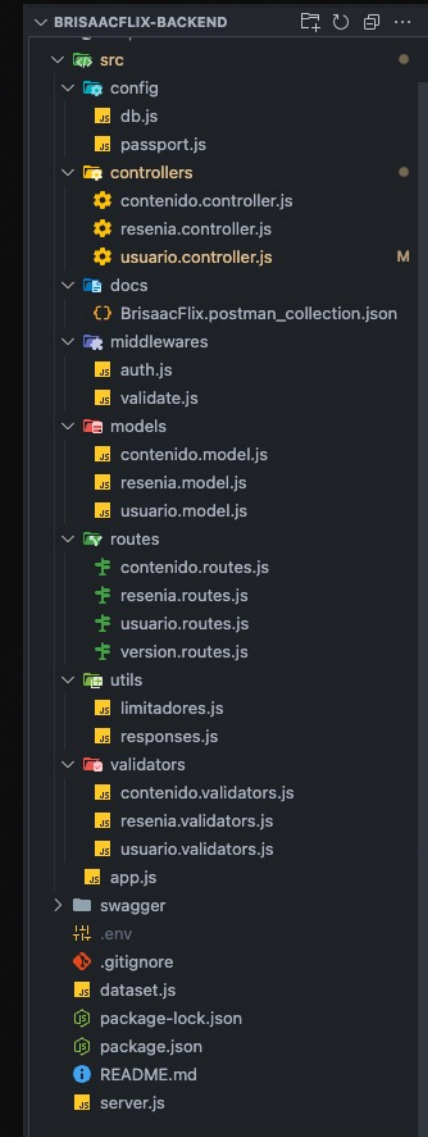 BRISAACFLIX-BACKEND
src
config
db.js
passport.js
controllers
contenido.controller.js
resenia.controller.js
usuario.controller.js M
docs
BrisaacFlix.postman_collection.json
middlewares
auth.js
validate.js
models
contenido.model.js
resenia.model.js
usuario.model.js
routes
contenido.routes.js
resenia.routes.js
usuario.routes.js
version.routes.js
utils
limitadores.js
responses.js
validators
contenido.validators.js
resenia.validators.js
usuario.validators.js
app.js
swagger
.env
.gitignore
dataset.js
package-lock.json
package.json
README.md
server.js